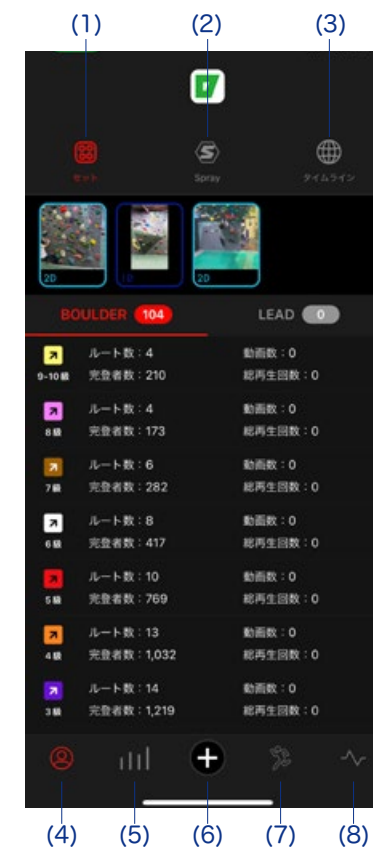 (1) (2) (3)
セット Spray タイムライン
2D 1D 2D
BOULDER 104 LEAD 0
ルート数：4 動画数：0
9-10級 完登者数：210 総再生回数：0
ルート数：4 動画数：0
8級 完登者数：173 総再生回数：0
ルート数：6 動画数：0
7級 完登者数：282 総再生回数：0
ルート数：8 動画数：0
6級 完登者数：417 総再生回数：0
ルート数：10 動画数：0
5級 完登者数：769 総再生回数：0
ルート数：13 動画数：0
4級 完登者数：1,032 総再生回数：0
ルート数：14 動画数：0
3級 完登者数：1,219 総再生回数：0
(4) (5) (6) (7) (8)